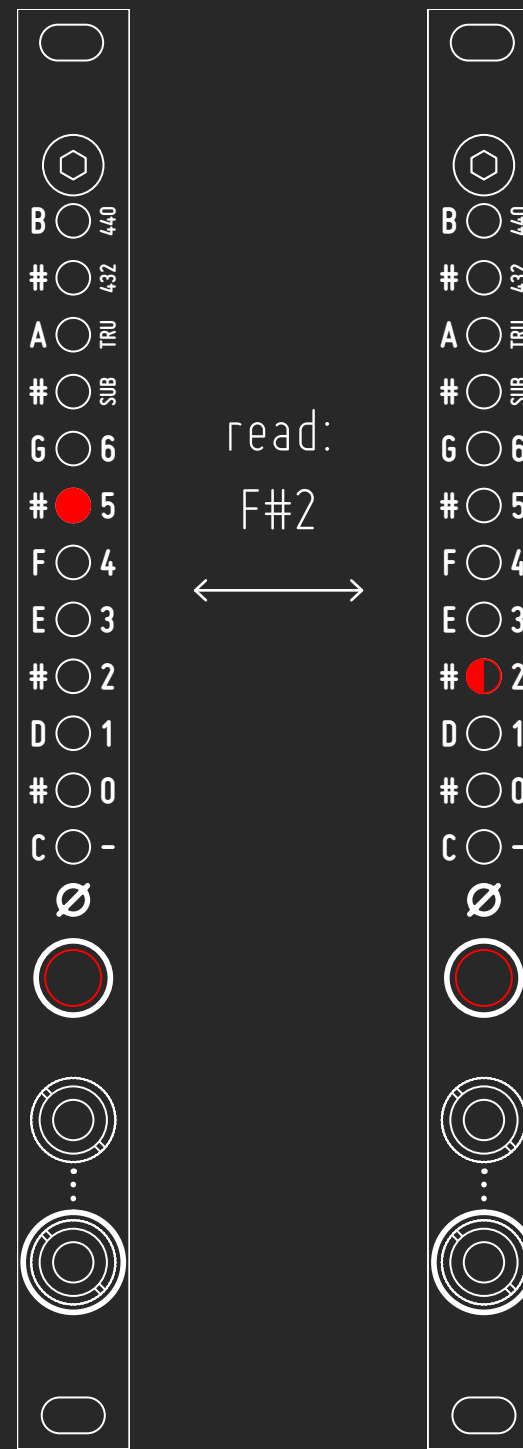 B 440
# 432
A TRU
# SUB
G 6
# 5
F 4
E 3
# 2
D 1
# 0
C -
Ø
read:
F#2
B 440
# 432
A TRU
# SUB
G 6
# 5
F 4
E 3
# 2
D 1
# 0
C -
Ø